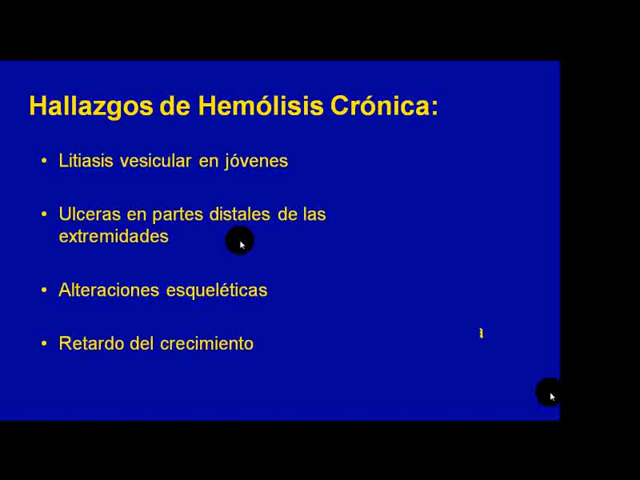 Hallazgos de Hemólisis Crónica:
• Litiasis vesicular en jóvenes
• Ulceras en partes distales de las
extremidades
• Alteraciones esqueléticas
• Retardo del crecimiento
a